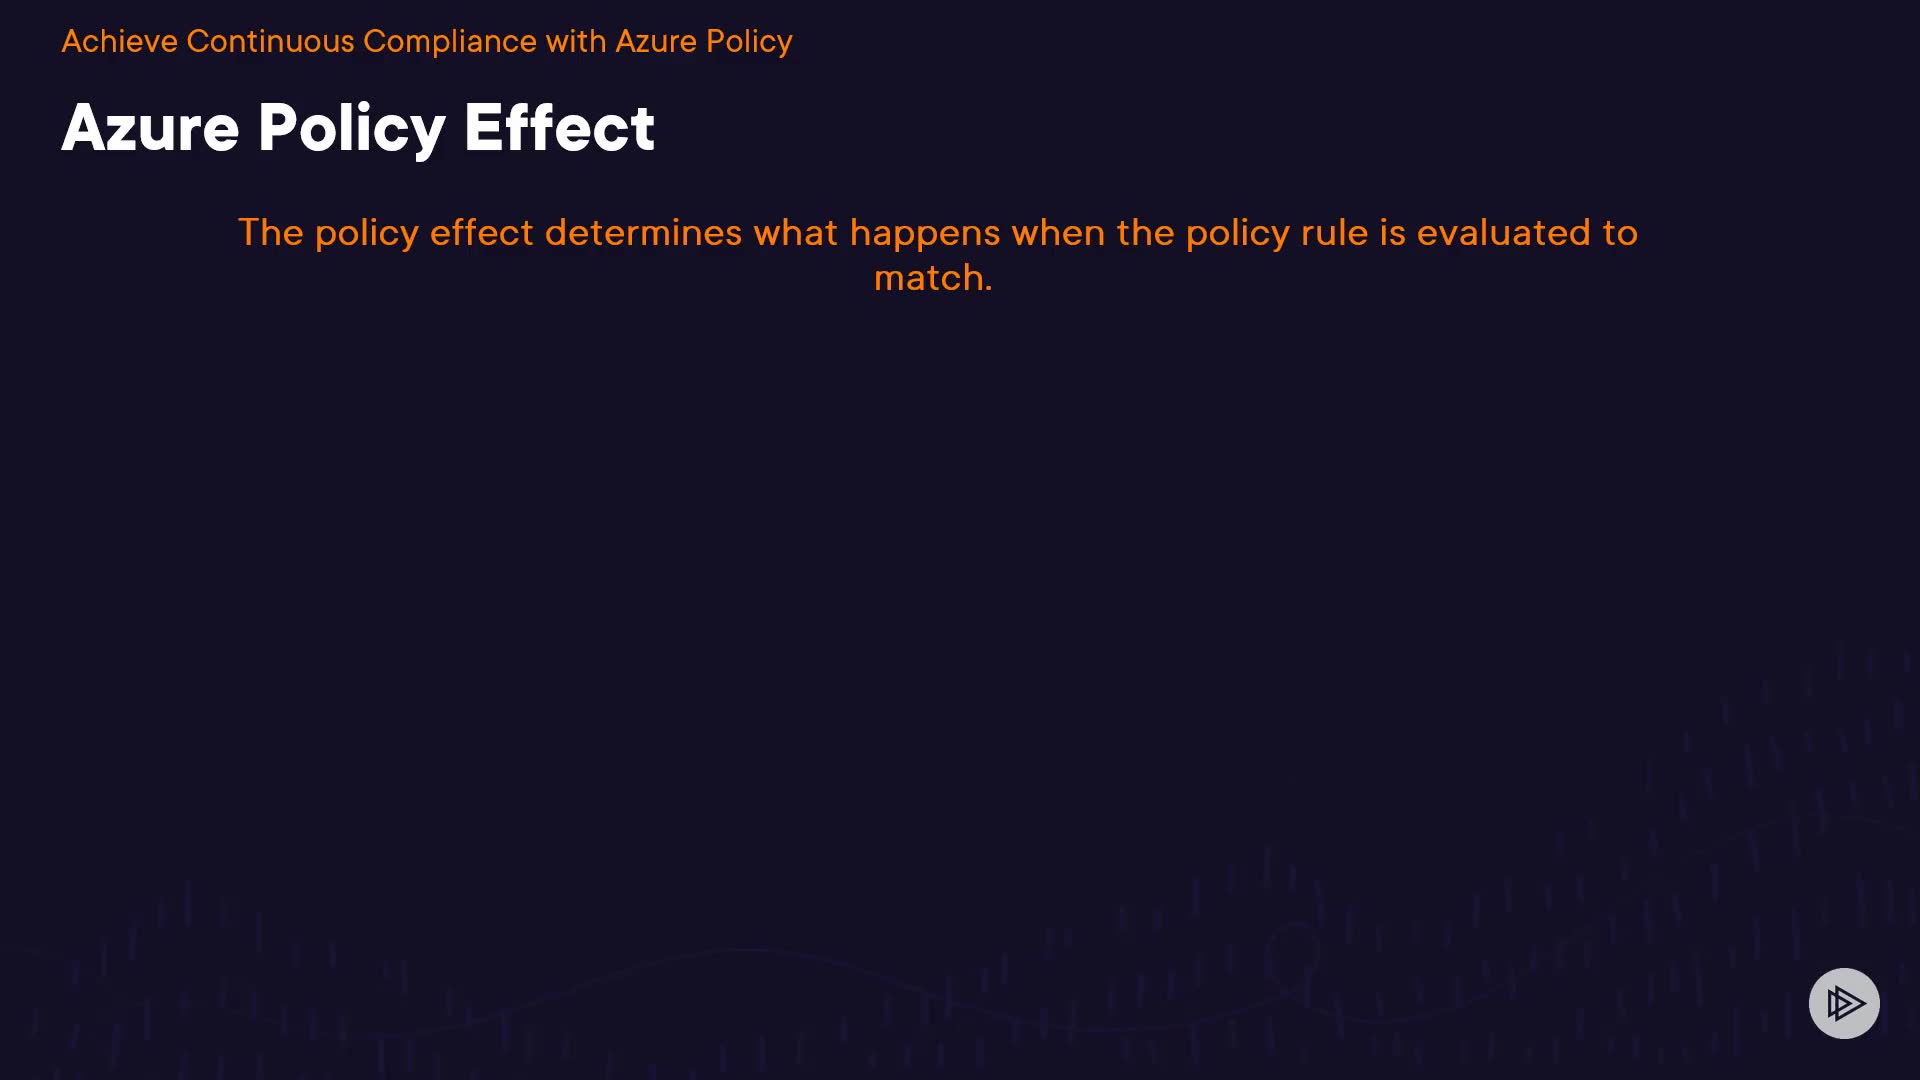 Achieve Continuous Compliance with Azure Policy
Azure Policy Effect
The policy effect determines what happens when the policy rule is evaluated to
match.